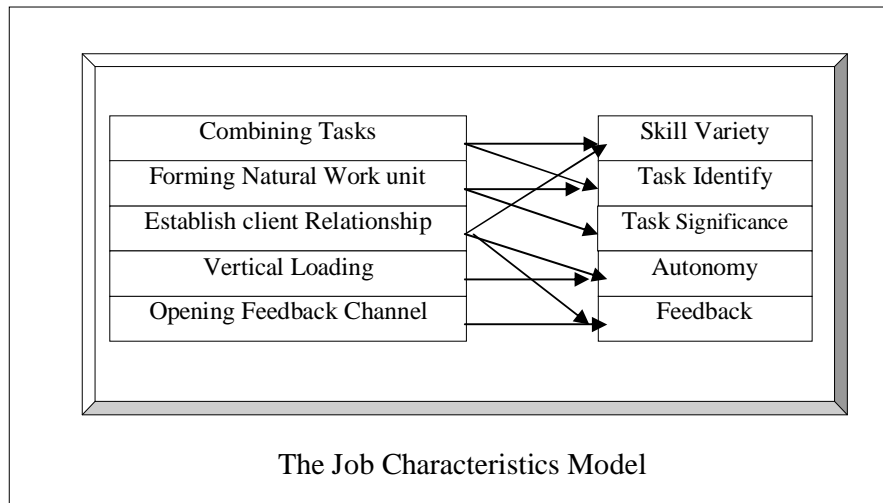 Combining Tasks
Forming Natural Work unit
Establish client Relationship
Vertical Loading
Opening Feedback Channel
Skill Variety
Task Identify
Task Significance
Autonomy
Feedback
The Job Characteristics Model